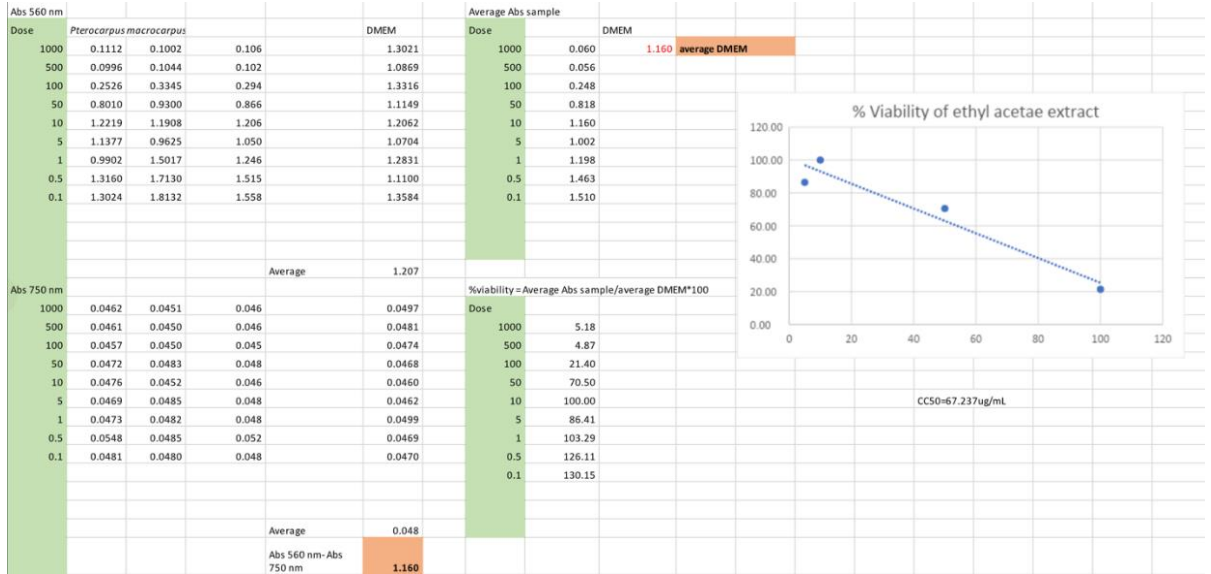 Abs 560 nm Average Abs sample
Dose Pterocarpus macrocarpus DMEM Dose DMEM
1000 0.1112 0.1002 0.106 1.3021 1000 0.060 1.160 average DMEM
500 0.0996 0.1044 0.102 1.0869 500 0.056
100 0.2526 0.3345 0.294 1.3316 100 0.248
50 0.8010 0.9300 0.866 1.1149 50 0.818
10 1.2219 1.1908 1.206 1.2062 10 1.160
5 1.1377 0.9625 1.050 1.0704 5 1.002
1 0.9902 1.5017 1.246 1.2831 1 1.198
0.5 1.3160 1.7130 1.515 1.1100 0.5 1.463
0.1 1.3024 1.8132 1.558 1.3584 0.1 1.510
Average 1.207
Abs 750 nm %viability = Average Abs sample/average DMEM*100
1000 0.0462 0.0451 0.046 0.0497 Dose
500 0.0461 0.0450 0.046 0.0481 1000 5.18
100 0.0457 0.0450 0.045 0.0474 500 4.87
50 0.0472 0.0483 0.048 0.0468 100 21.40
10 0.0476 0.0452 0.046 0.0460 50 70.50
5 0.0469 0.0485 0.048 0.0462 10 100.00
1 0.0473 0.0482 0.048 0.0499 5 86.41
0.5 0.0548 0.0485 0.052 0.0469 1 103.29
0.1 0.0481 0.0480 0.048 0.0470 0.5 126.11
0.1 130.15
Average 0.048
Abs 560 nm- Abs
750 nm 1.160
% Viability of ethyl acetae extract
120.00
100.00
80.00
60.00
40.00
20.00
0.00
0 20 40 60 80 100 120
CC50=67.237ug/mL